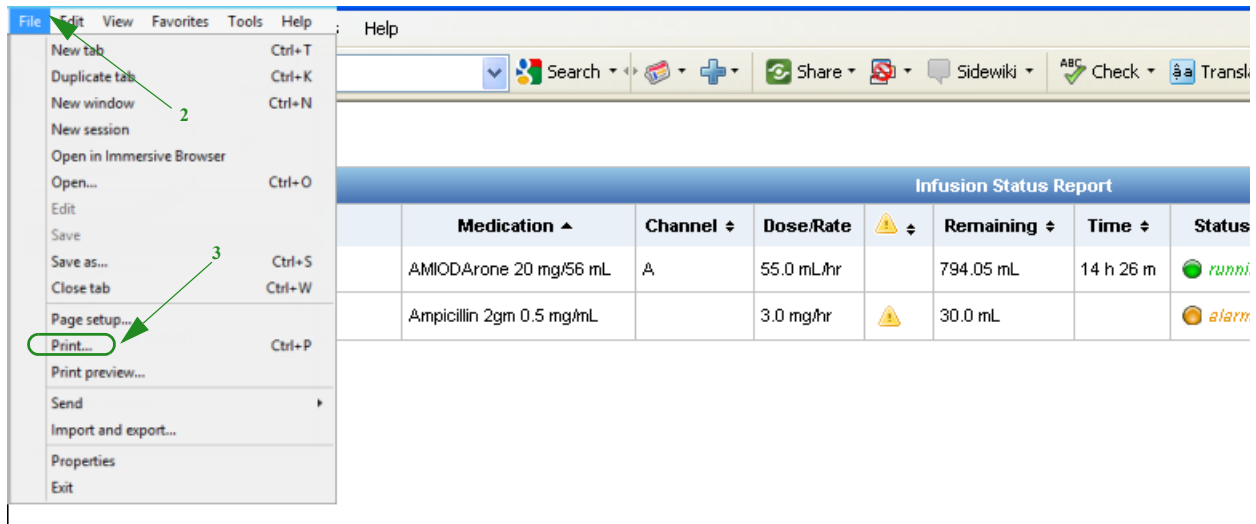 File Edit View Favorites Tools Help
Help
New tab Ctrl+T
Duplicate tab Ctrl+K
New window Ctrl+N
2
New session
Open in Immersive Browser
Open... Ctrl+O
Edit
Save
3
Save as... Ctrl+S
Close tab Ctrl+W
Page setup...
Print... Ctrl+P
Print preview...
Send
Import and export...
Properties
Exit
Search Share Sidewiki ABC Check âa Transl
Infusion Status Report
Medication Channel Dose/Rate Remaining Time Status
AMIODArone 20 mg/56 mL A 55.0 mL/hr 794.05 mL 14 h 26 m
Ampicillin 2gm 0.5 mg/mL 3.0 mg/hr 30.0 mL alarm